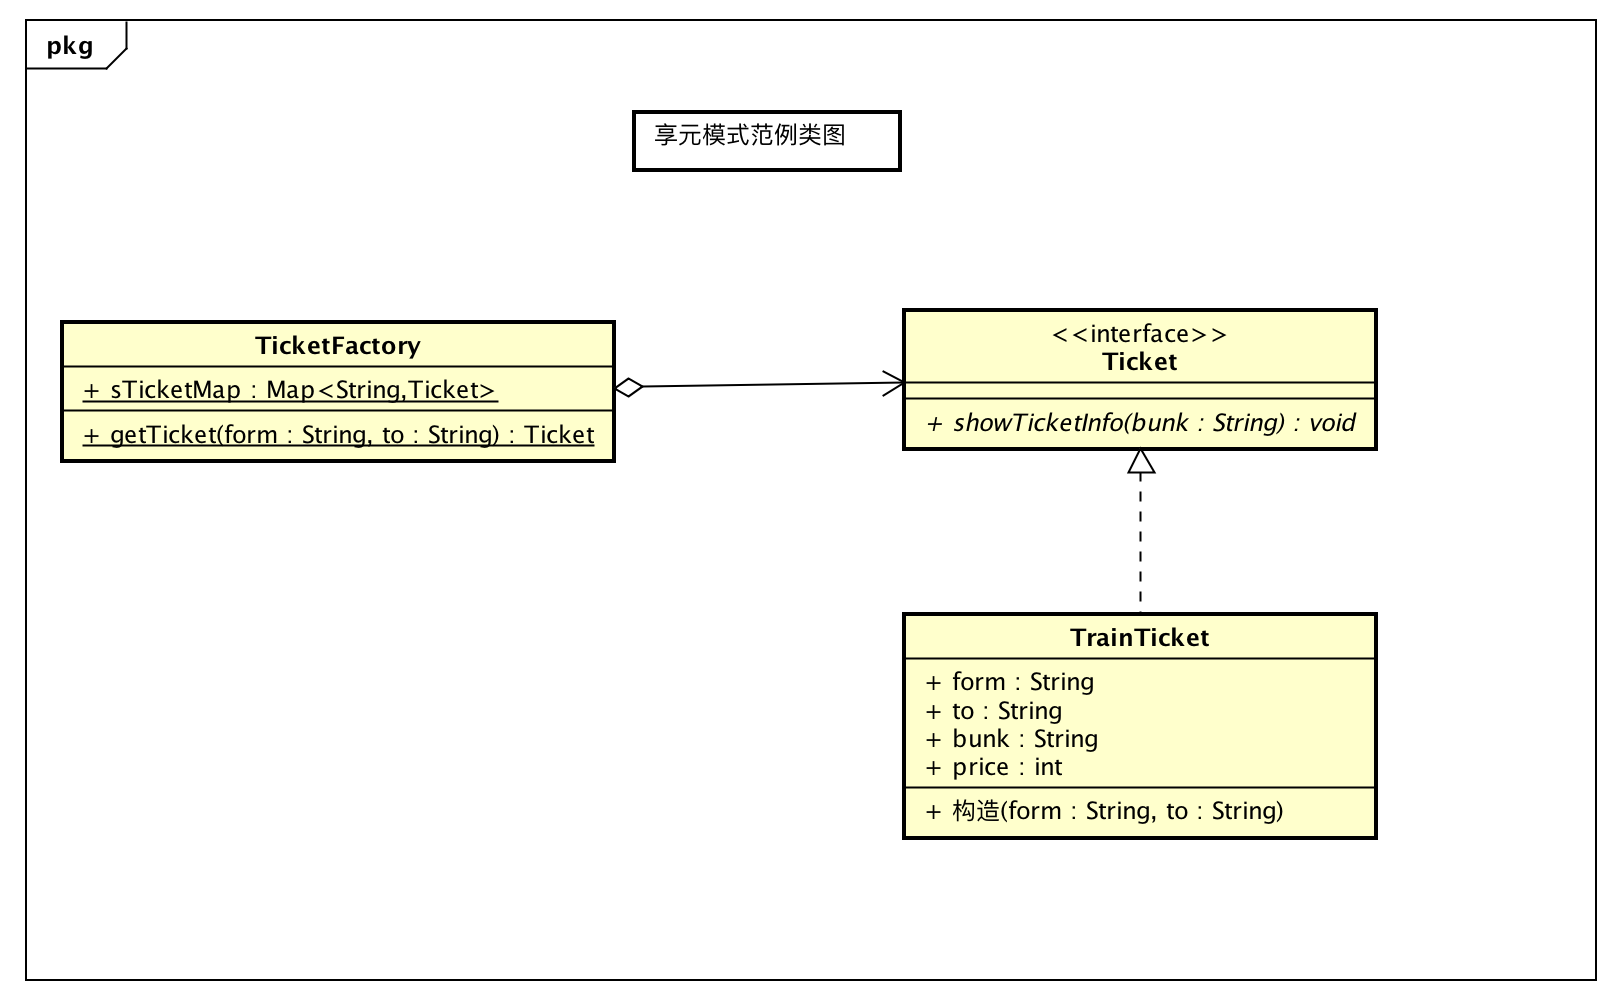 pkg
享元模式范例类图
TicketFactory
+ sTicketMap : Map<String,Ticket>
+ getTicket(form : String, to : String) : Ticket
<<interface>>
Ticket
+ showTicketInfo(bunk : String) : void
TrainTicket
+ form : String
+ to : String
+ bunk : String
+ price : int
+ 构造(form : String, to : String)